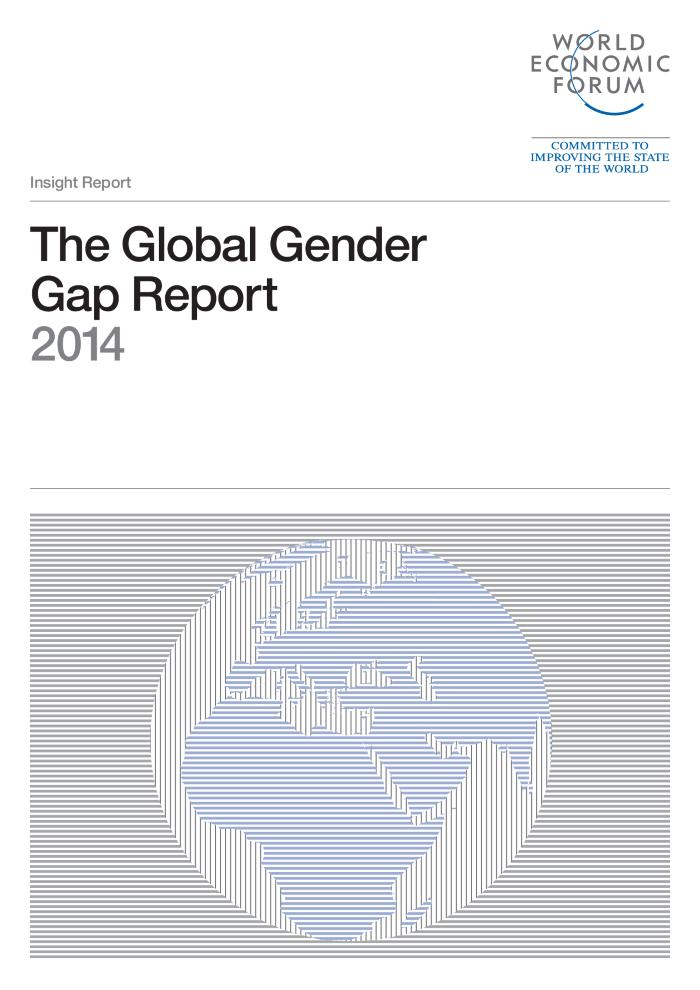 WORLD
ECONOMIC
FORUM
COMMITTED TO
IMPROVING THE STATE
OF THE WORLD
Insight Report
The Global Gender
Gap Report
2014